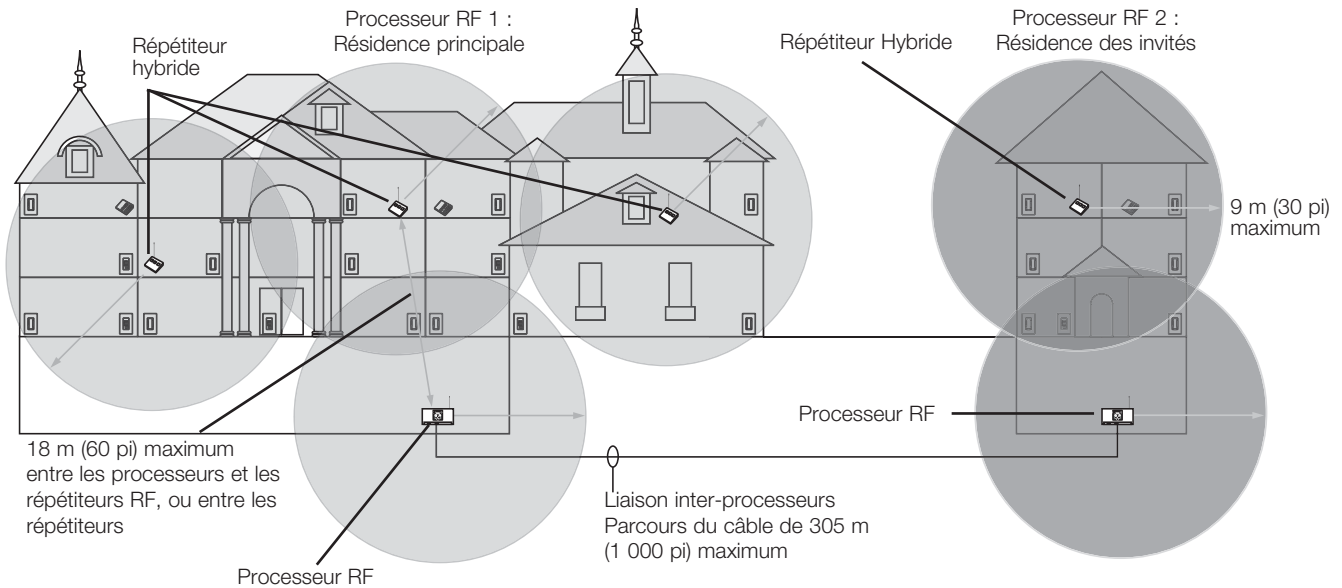 Processeur RF 1 :
Résidence principale
Processeur RF 2 :
Résidence des invités
Répétiteur
hybride
Répétiteur Hybride
9 m (30 pi)
maximum
Processeur RF
18 m (60 pi) maximum
entre les processeurs et les
répétiteurs RF, ou entre les
répétiteurs
Liaison inter-processeurs
Parcours du câble de 305 m
(1 000 pi) maximum
Processeur RF